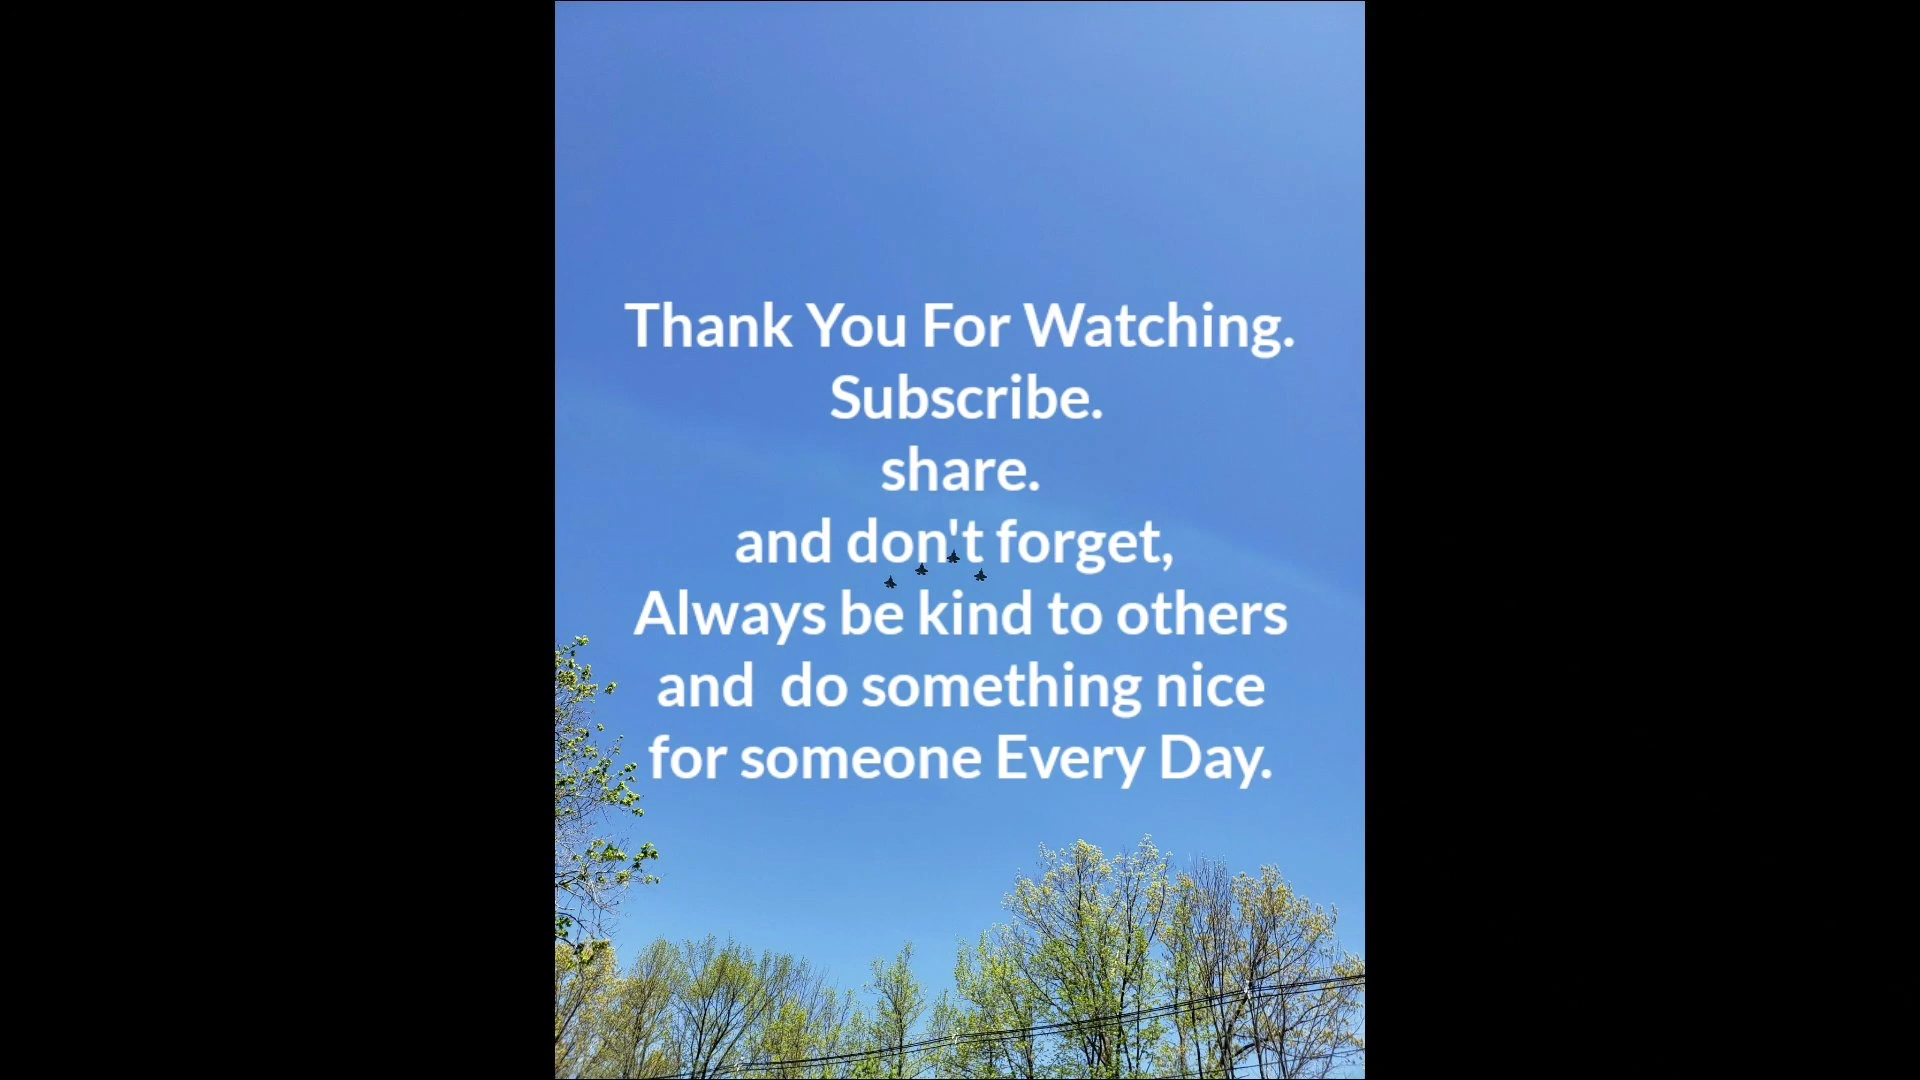 Thank You For Watching.
Subscribe.
share.
and don't forget,
Always be kind to others
and  do something nice
for someone Every Day.